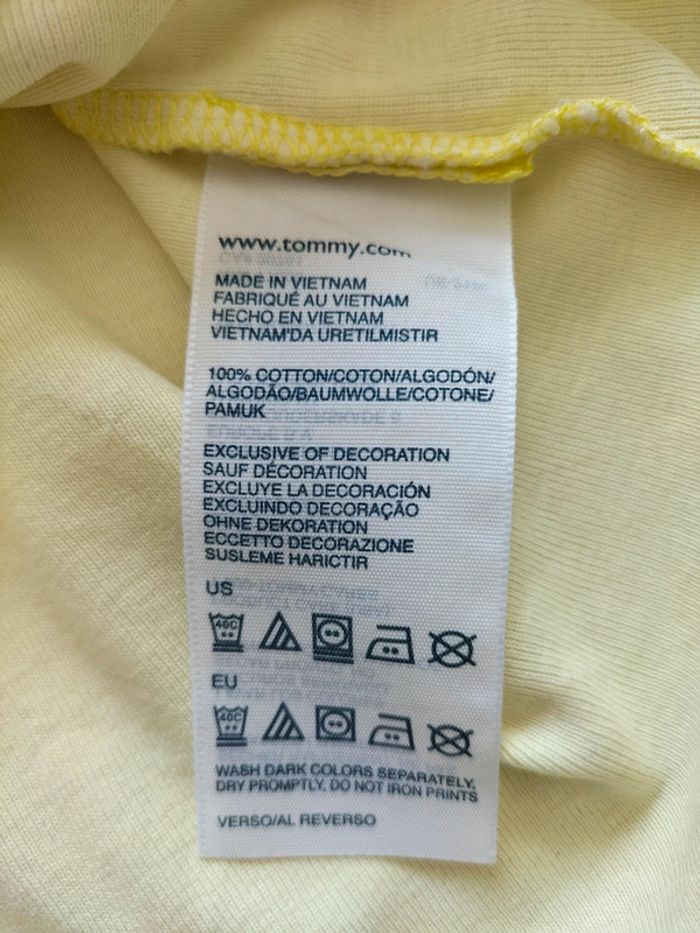 www.tommy.com
MADE IN VIETNAM
FABRIQUÉ AU VIETNAM
HECHO EN VIETNAM
VIETNAM'DA URETILMISTIR
100% COTTON/COTON/ALGODÓN/
ALGODÃO/BAUMWOLLE/COTONE/
PAMUK
EXCLUSIVE OF DECORATION
SAUF DÉCORATION
EXCLUYE LA DECORACIÓN
EXCLUINDO DECORAÇÃO
OHNE DEKORATION
ECCETTO DECORAZIONE
SUSLEME HARICTIR
US
40C
EU
40C
WASH DARK COLORS SEPARATELY,
DRY PROMPTLY, DO NOT IRON PRINTS
VERSO/AL REVERSO